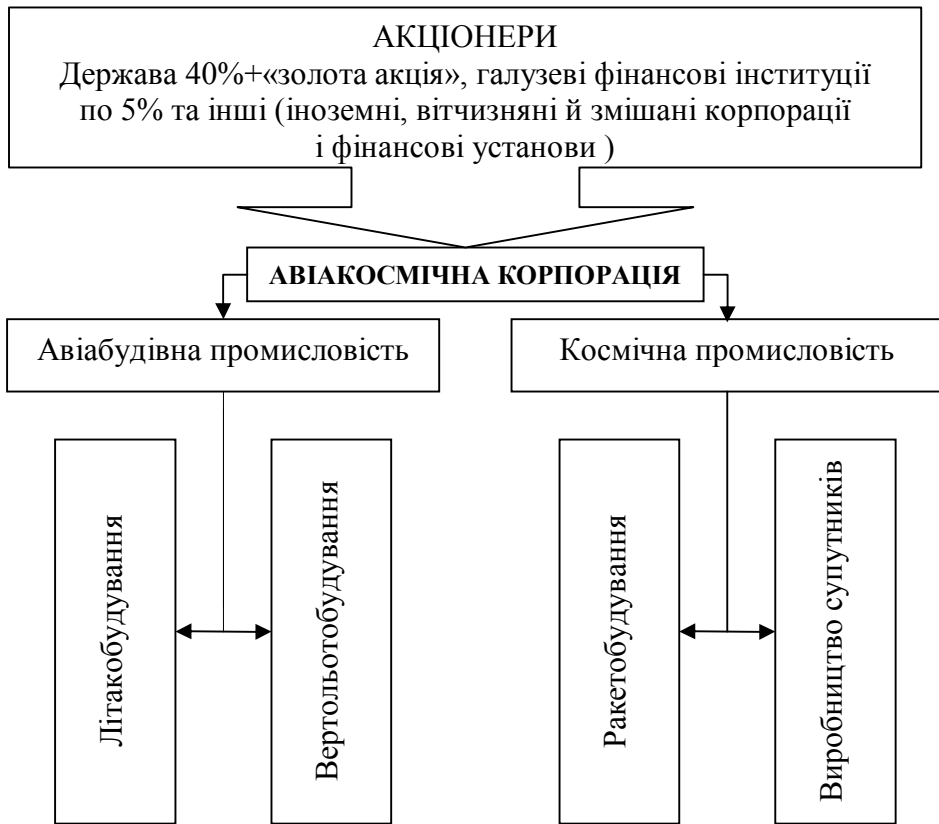 АКЦІОНЕРИ
Держава 40%+«золота акція», галузеві фінансові інституції
по 5% та інші (іноземні, вітчизняні й змішані корпорації
і фінансові установи )
АВІАКОСМІЧНА КОРПОРАЦІЯ
Авіабудівна промисловість
Космічна промисловість
Літакобудування
Вертольотобудування
Ракетобудування
Виробництво супутників